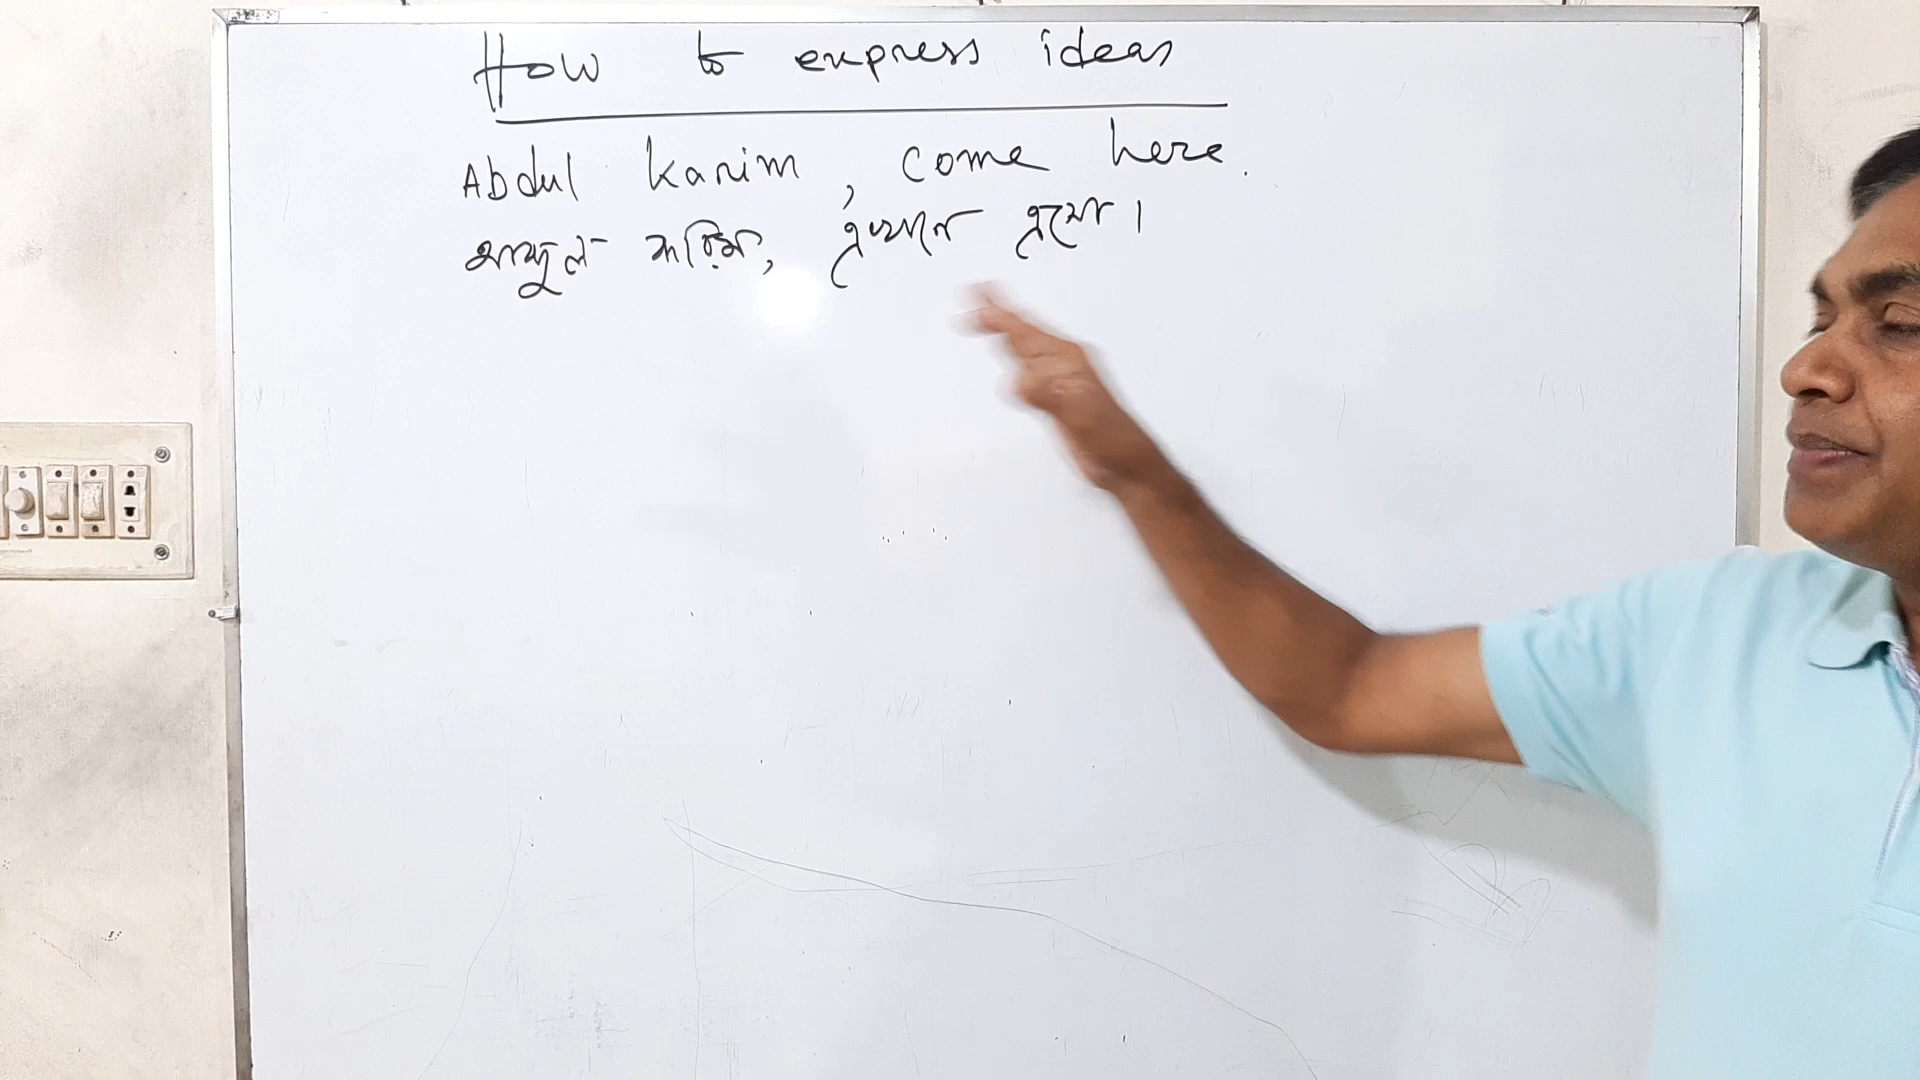 How to express ideas
Abdul Karim, come here.
আব্দুল করিম, এখানে এসো।